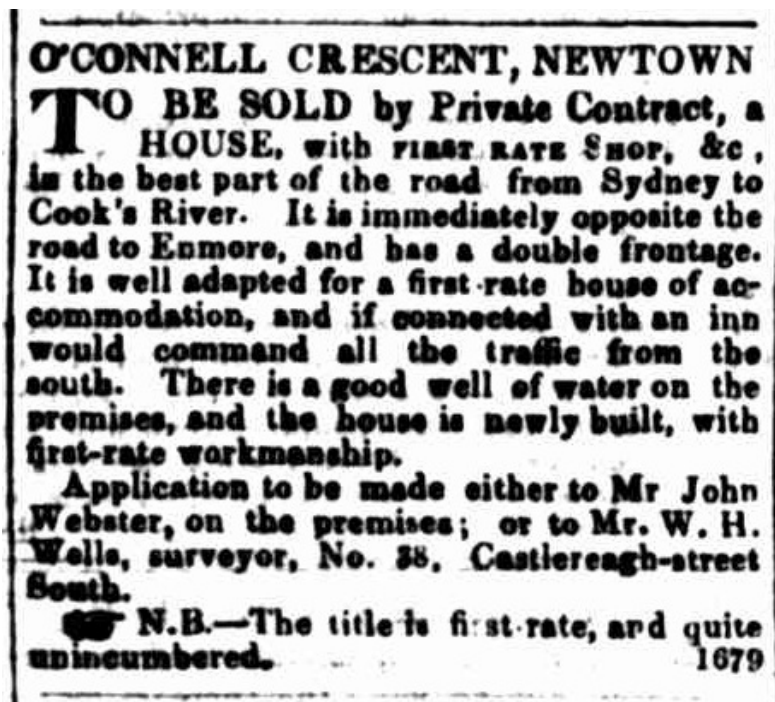 O'CONNELL CRESCENT, NEWTOWN
TO BE SOLD by Private Contract, a
HOUSE, with FIRST RATE SHOP, &c,
in the best part of the road from Sydney to
Cook's River. It is immediately opposite the
road to Enmore, and has a double frontage.
It is well adapted for a first-rate house of ac-
commodation, and if connected with an inn
would command all the traffic from the
south. There is a good well of water on the
premises, and the house is newly built, with
first-rate workmanship.
Application to be made either to Mr John
Webster, on the premises; or to Mr. W. H.
Wells, surveyor, No. 38, Castlereagh-street
South.
☞ N.B.—The title is first-rate, and quite
unincumbered. 1679